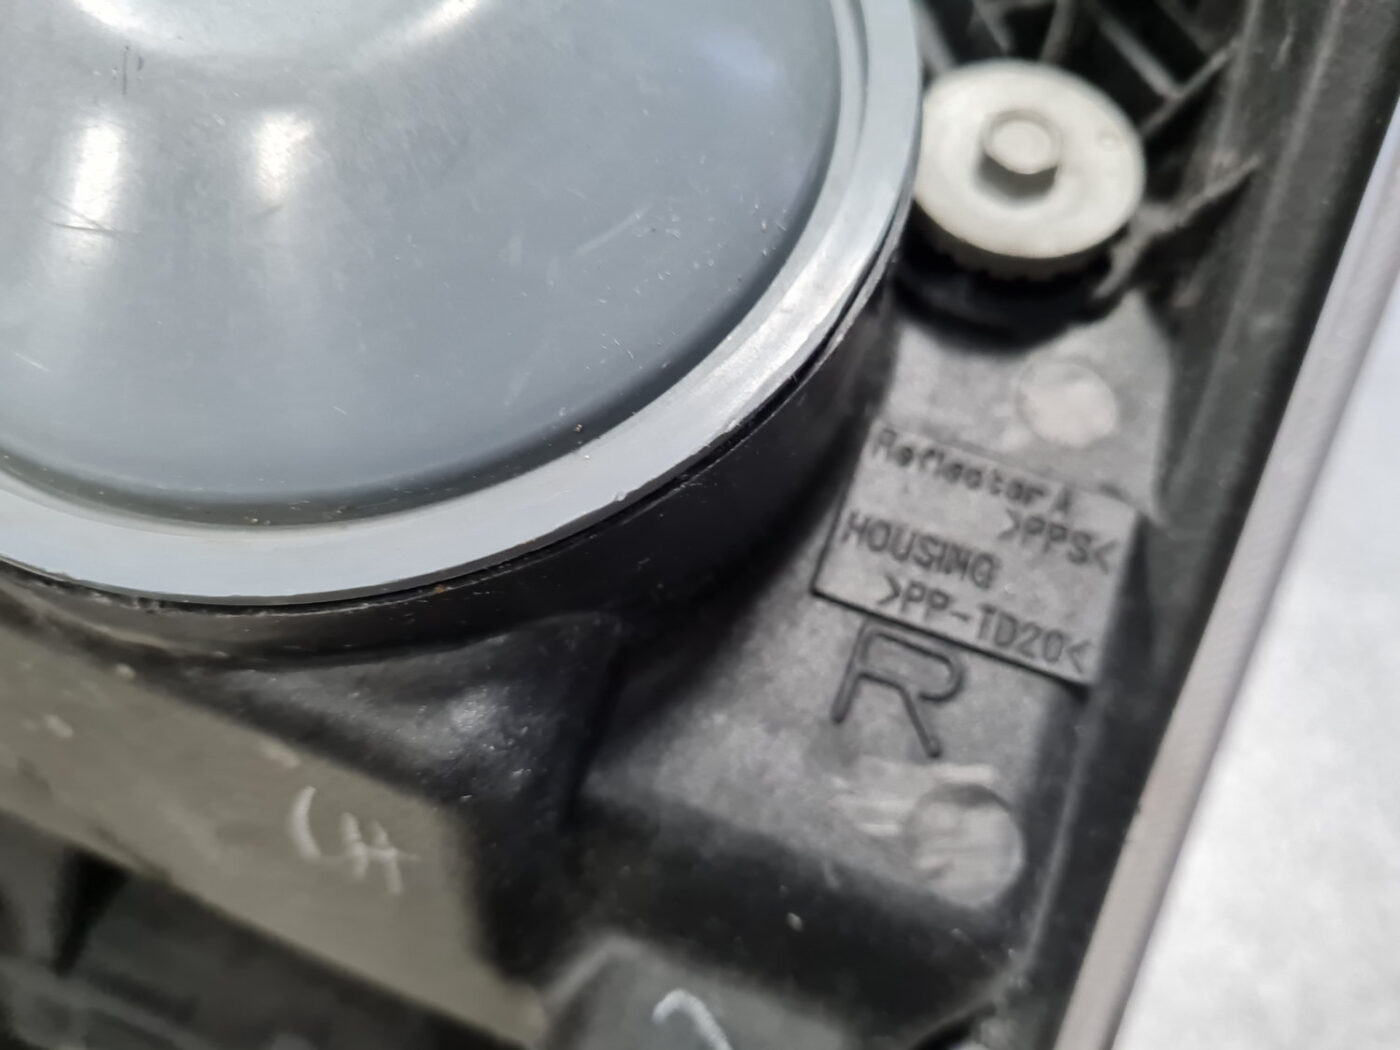 Reflector A
>PPS<
HOUSING
>PP-TD20<
R